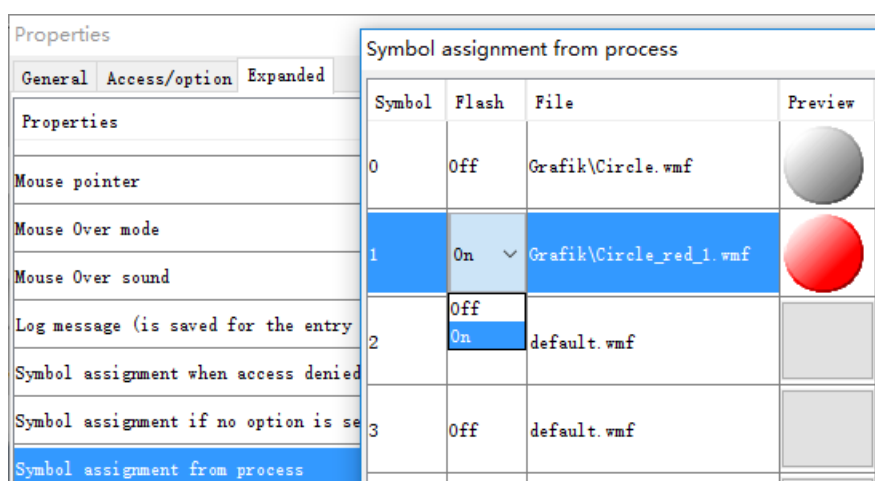 Properties
General Access/option Expanded
Properties
Mouse pointer
Mouse Over mode
Mouse Over sound
Log message (is saved for the entry
Symbol assignment when access denied
Symbol assignment if no option is se
Symbol assignment from process
Symbol assignment from process
Symbol Flash File Preview
0 Off Grafik\Circle.wmf
1 On Grafik\Circle_red_1.wmf
Off
On
2 default.wmf
3 Off default.wmf